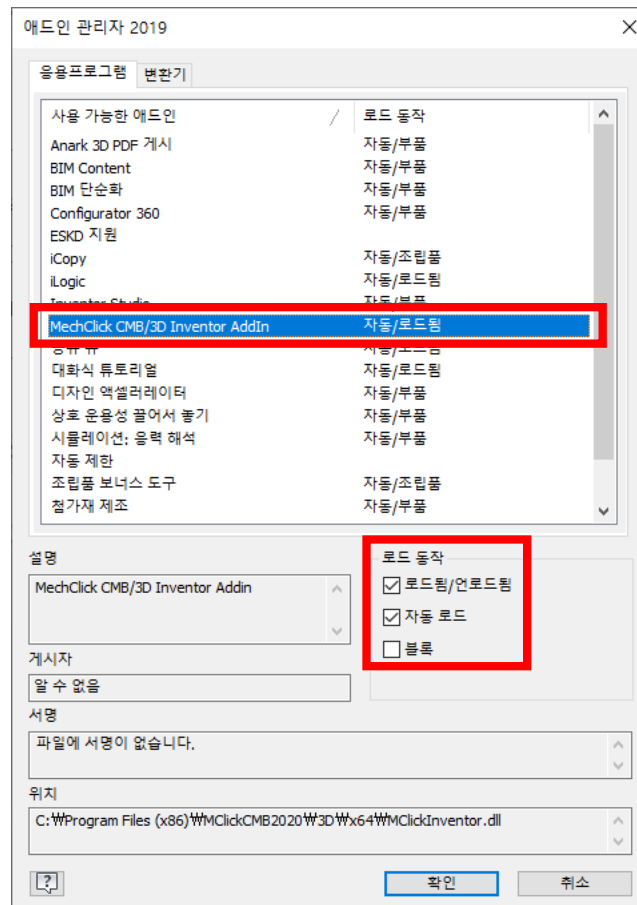 애드인 관리자 2019
응용프로그램 변환기
사용 가능한 애드인 로드 동작
Anark 3D PDF 게시 자동/부품
BIM Content 자동/부품
BIM 단순화 자동/부품
Configurator 360 자동/부품
ESKD 지원
iCopy 자동/조립품
iLogic 자동/로드됨
Inventor Studio 자동/부품
MechClick CMB/3D Inventor AddIn 자동/로드됨
자동/로드됨
대화식 튜토리얼 자동/로드됨
디자인 액셀러레이터 자동/부품
상호 운용성 끌어서 놓기 자동/부품
시뮬레이션: 응력 해석 자동/부품
자동 제한
조립품 보너스 도구 자동/조립품
첨가재 제조 자동/부품
설명
MechClick CMB/3D Inventor Addin
로드 동작
로드됨/언로드됨
자동 로드
블록
게시자
알 수 없음
서명
파일에 서명이 없습니다.
위치
C:₩Program Files (x86)₩MClickCMB2020₩3D₩x64₩MClickInventor.dll
확인 취소